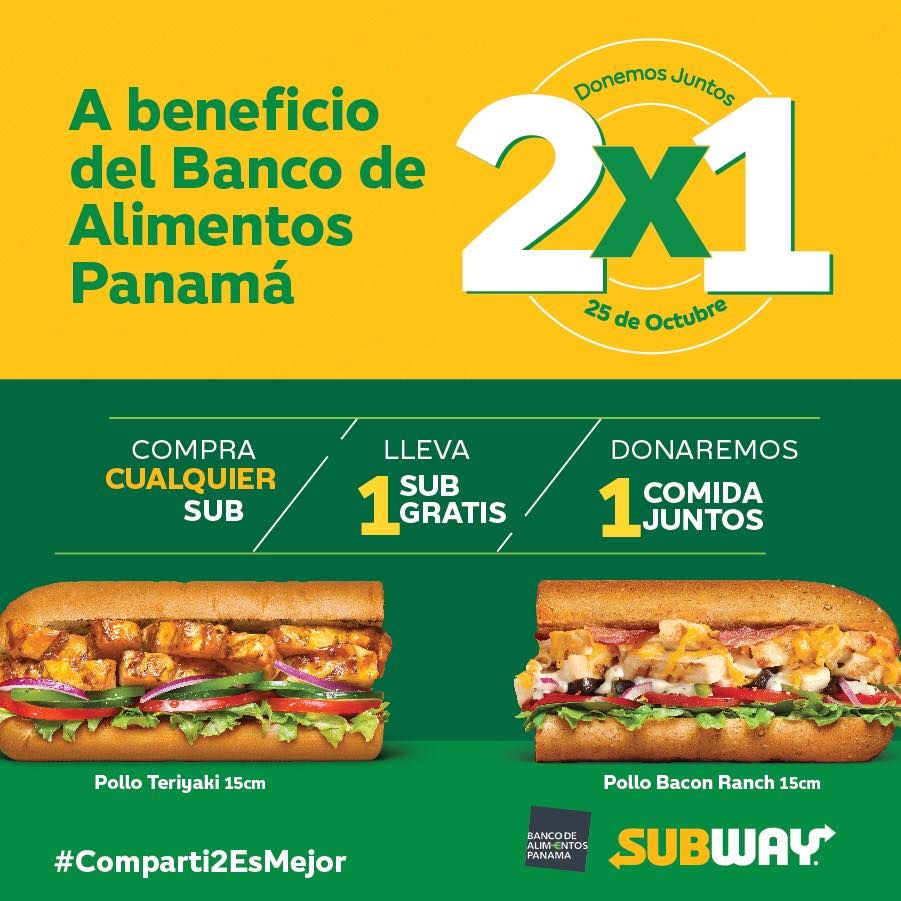 A beneficio
del Banco de
Alimentos
Panamá
Donemos Juntos
2x1
25 de Octubre
COMPRA
CUALQUIER
SUB
LLEVA
1 SUB
GRATIS
DONAREMOS
1 COMIDA
JUNTOS
Pollo Teriyaki 15cm
Pollo Bacon Ranch 15cm
#Comparti2EsMejor
BANCO DE
ALIMENTOS
PANAMA
SUBWAY